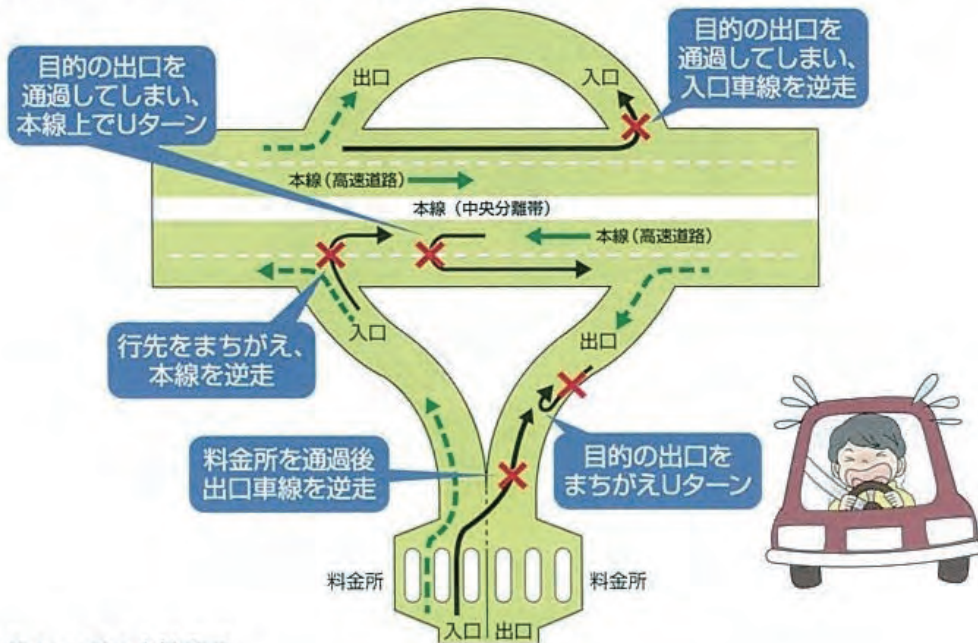 目的の出口を
通過してしまい、
本線上でUターン
出口
入口
目的の出口を
通過してしまい、
入口車線を逆走
本線(高速道路)
本線(中央分離帯)
本線(高速道路)
行先をまちがえ、
本線を逆走
入口
出口
料金所を通過後
出口車線を逆走
目的の出口を
まちがえUターン
料金所
料金所
入口
出口